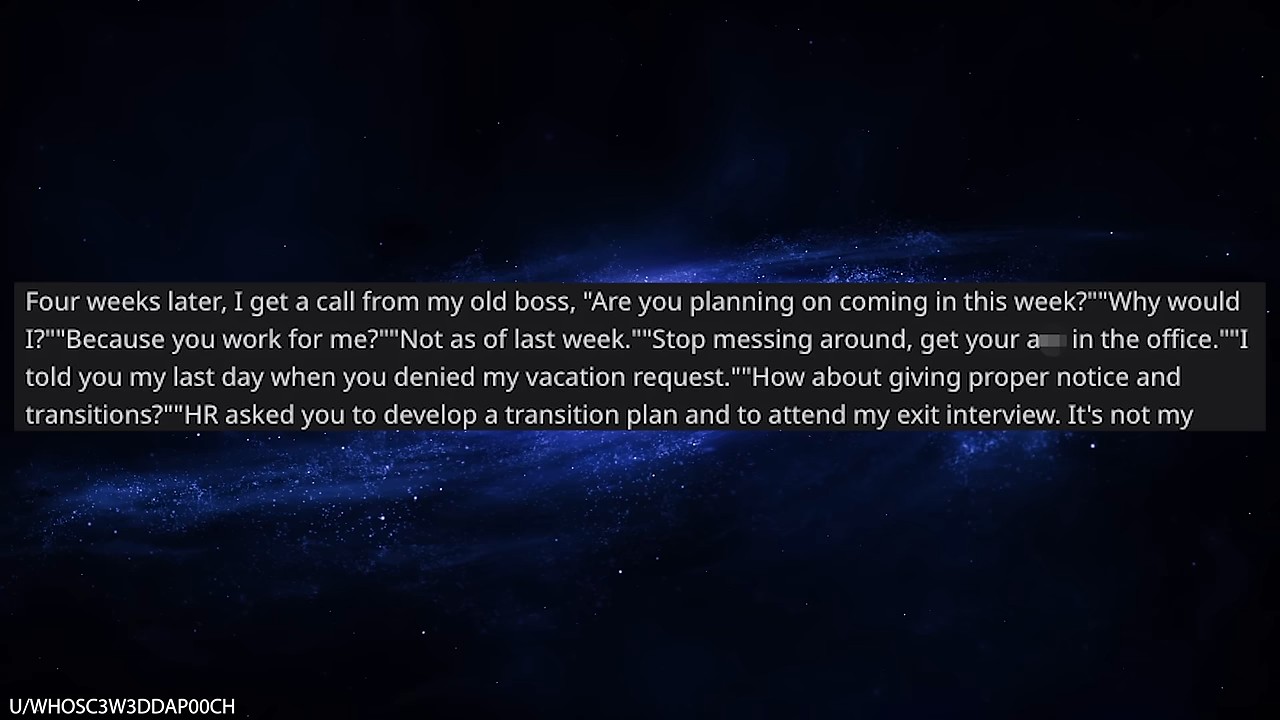 Four weeks later, I get a call from my old boss, "Are you planning on coming in this week?""Why would
I?""Because you work for me?""Not as of last week.""Stop messing around, get your a in the office.""I
told you my last day when you denied my vacation request.""How about giving proper notice and
transitions?""HR asked you to develop a transition plan and to attend my exit interview. It's not my
U/WHOSC3W3DDAP00CH